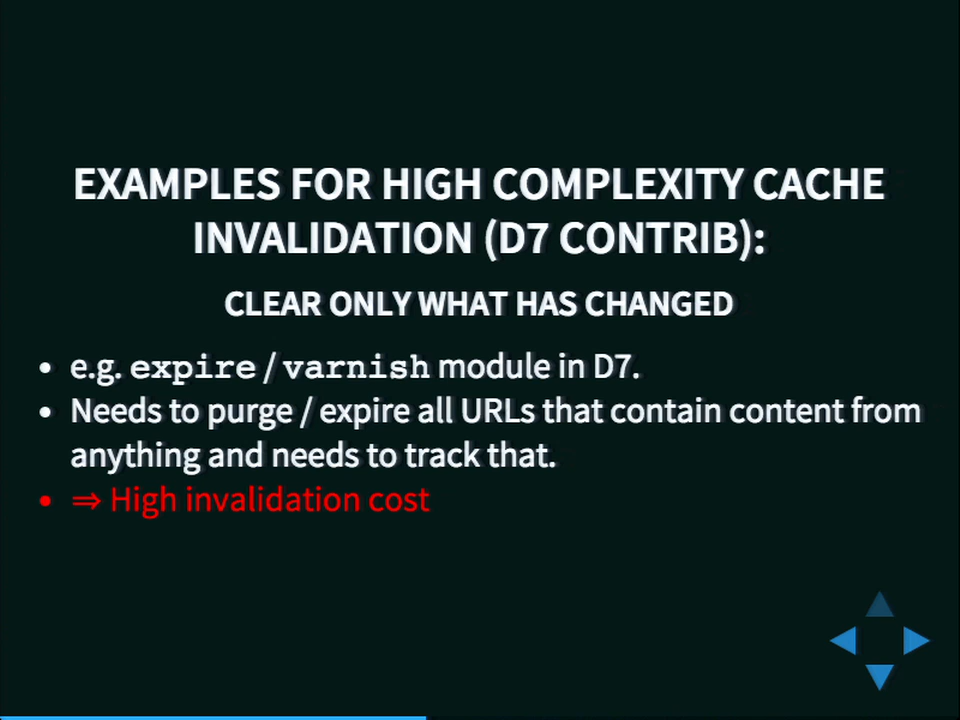 EXAMPLES FOR HIGH COMPLEXITY CACHE
INVALIDATION (D7 CONTRIB):
CLEAR ONLY WHAT HAS CHANGED
• e.g. expire / varnish module in D7.
• Needs to purge / expire all URLs that contain content from
anything and needs to track that.
• ⇒ High invalidation cost